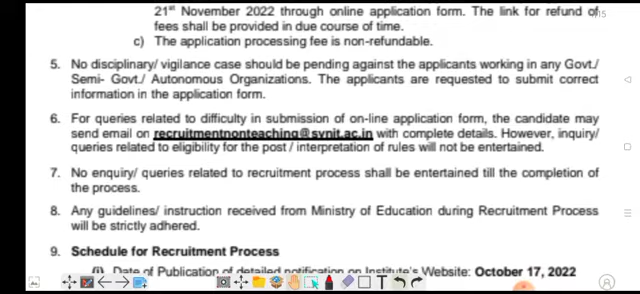 21st November 2022 through online application form. The link for refund of
fees shall be provided in due course of time.
c) The application processing fee is non-refundable.
5. No disciplinary/ vigilance case should be pending against the applicants working in any Govt./
Semi- Govt./ Autonomous Organizations. The applicants are requested to submit correct
information in the application form.
6. For queries related to difficulty in submission of on-line application form, the candidate may
send email on recruitmentnonteaching@svnit.ac.in with complete details. However, inquiry/
queries related to eligibility for the post / interpretation of rules will not be entertained.
7. No enquiry/ queries related to recruitment process shall be entertained till the completion of
the process.
8. Any guidelines/ instruction received from Ministry of Education during Recruitment Process
will be strictly adhered.
9. Schedule for Recruitment Process
(i) Date of Publication of detailed notification on Institute's Website: October 17, 2022